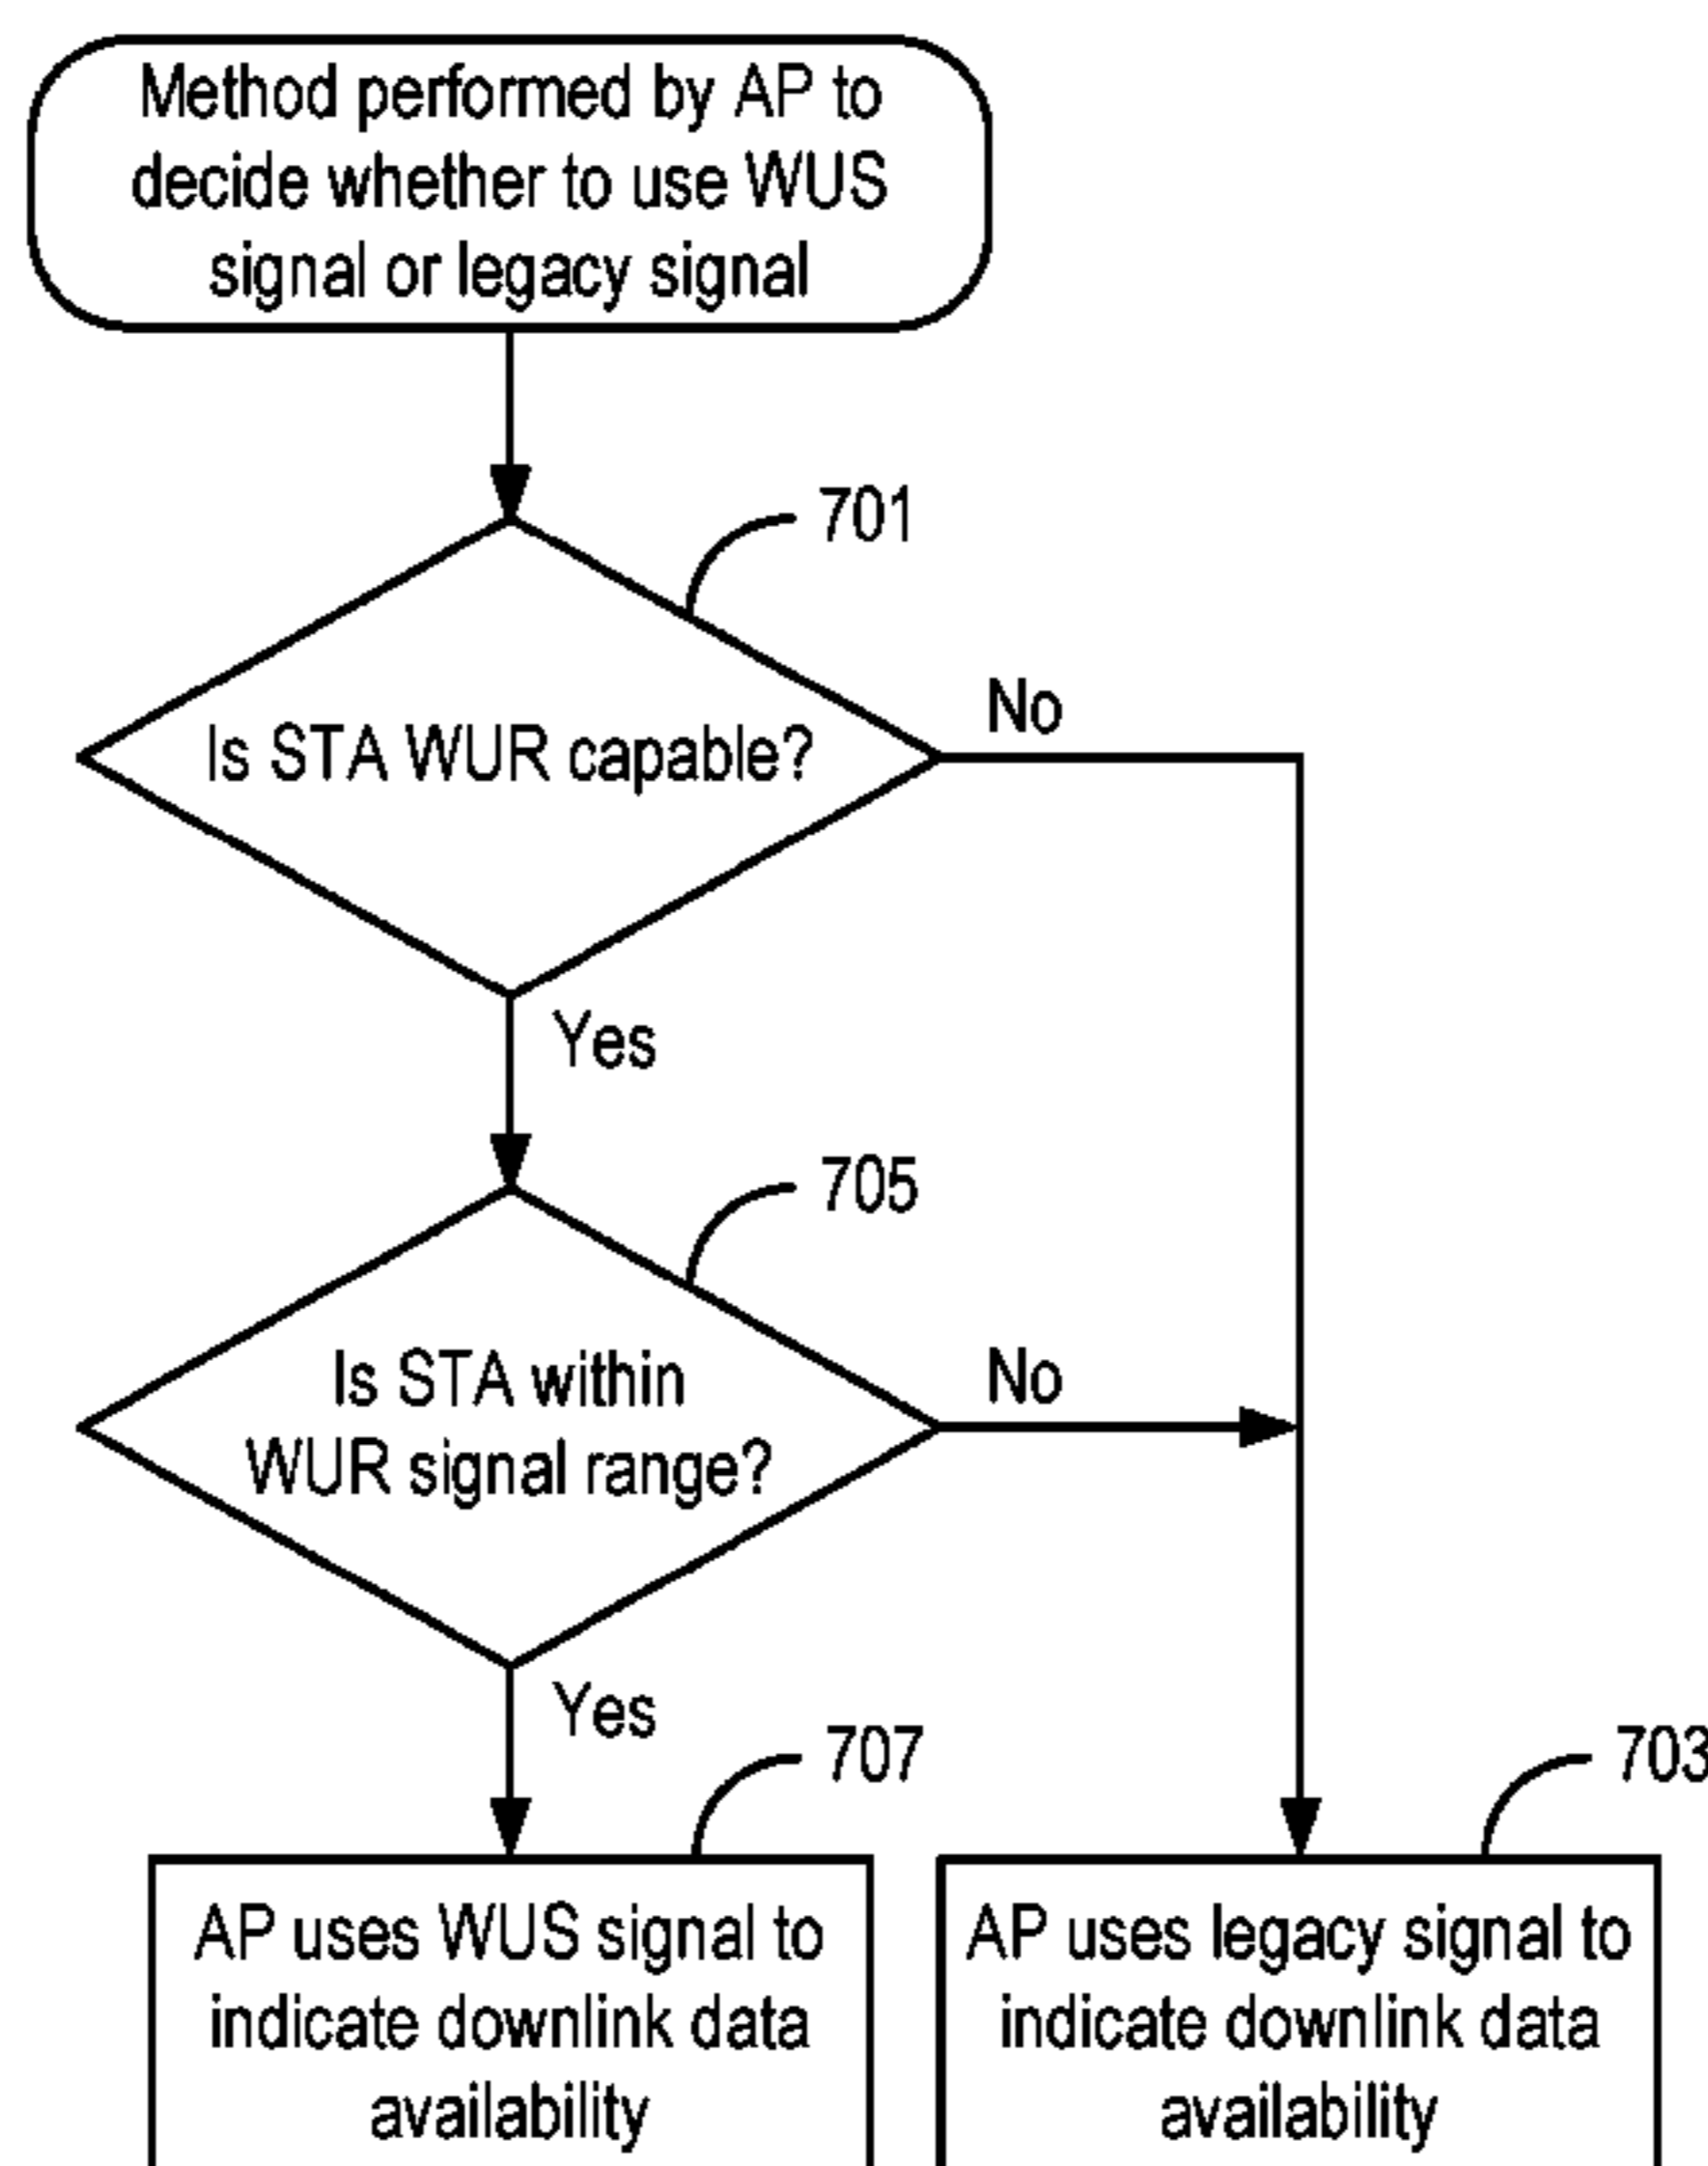 Method performed by AP to
decide whether to use WUS
signal or legacy signal
701
Is STA WUR capable?
No
Yes
705
Is STA within
WUR signal range?
No
Yes
707
703
AP uses WUS signal to
indicate downlink data
availability
AP uses legacy signal to
indicate downlink data
availability